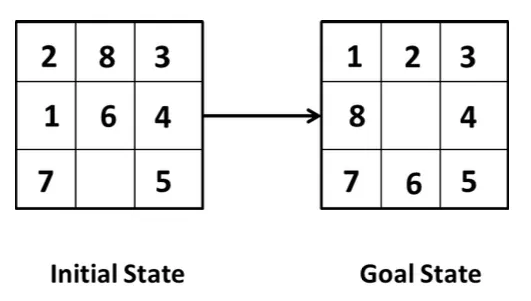 2 8 3
1 6 4
7 5
1 2 3
8 4
7 6 5
Initial State
Goal State